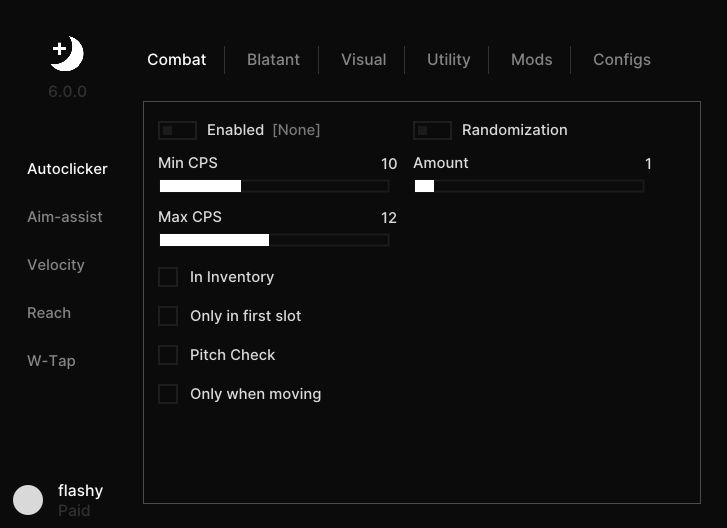 Combat Blatant Visual Utility Mods Configs
6.0.0
Enabled [None] Randomization
Min CPS 10 Amount 1
Autoclicker
Max CPS 12
Aim-assist
Velocity
In Inventory
Reach
Only in first slot
W-Tap
Pitch Check
Only when moving
flashy
Paid